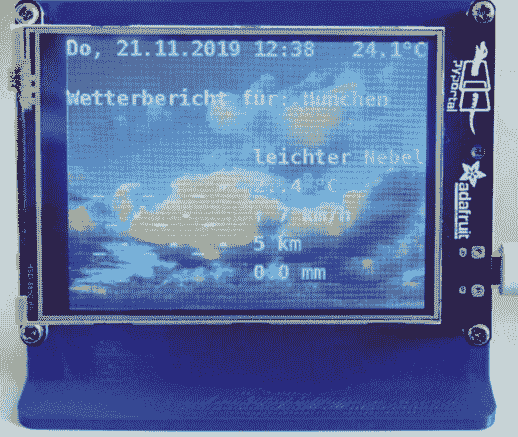 Do, 21.11.2019 12:38 24.1°C
Wetterbericht für: München
leichter Nebel
°C
km/h
5 km
0.0 mm
PyPortal
adafruit